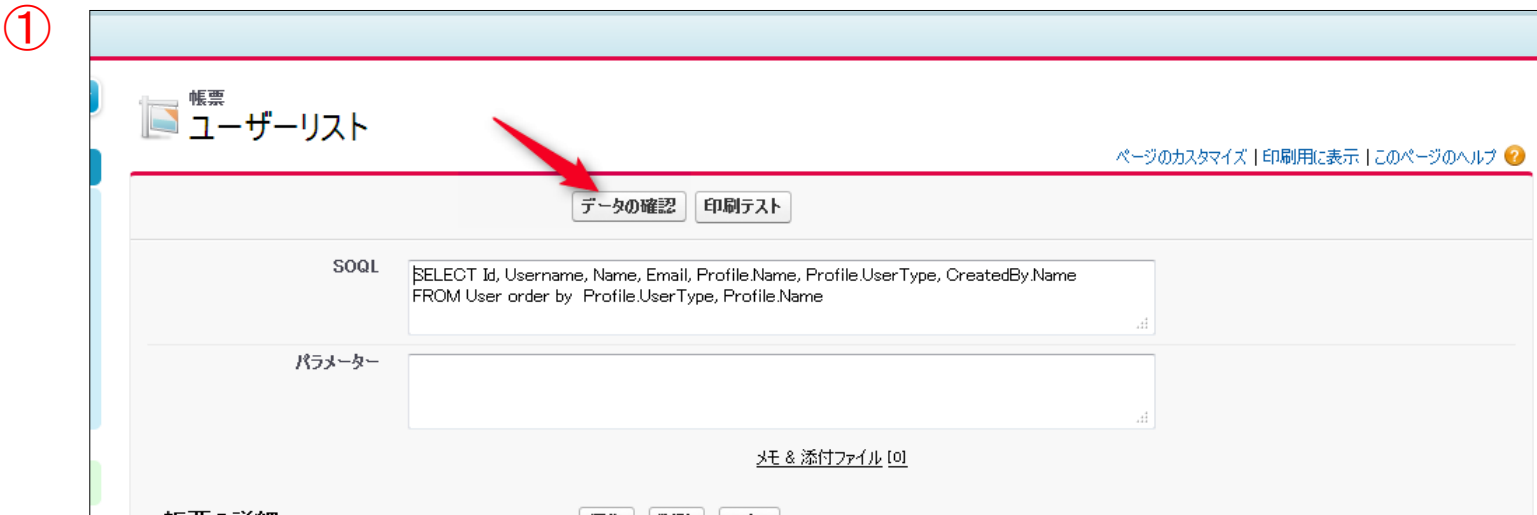 ①
帳票
ユーザーリスト
ページのカスタマイズ | 印刷用に表示 | このページのヘルプ ?
データの確認 印刷テスト
SOQL
SELECT Id, Username, Name, Email, Profile.Name, Profile.UserType, CreatedBy.Name
FROM User order by  Profile.UserType, Profile.Name
パラメーター
メモ & 添付ファイル [0]